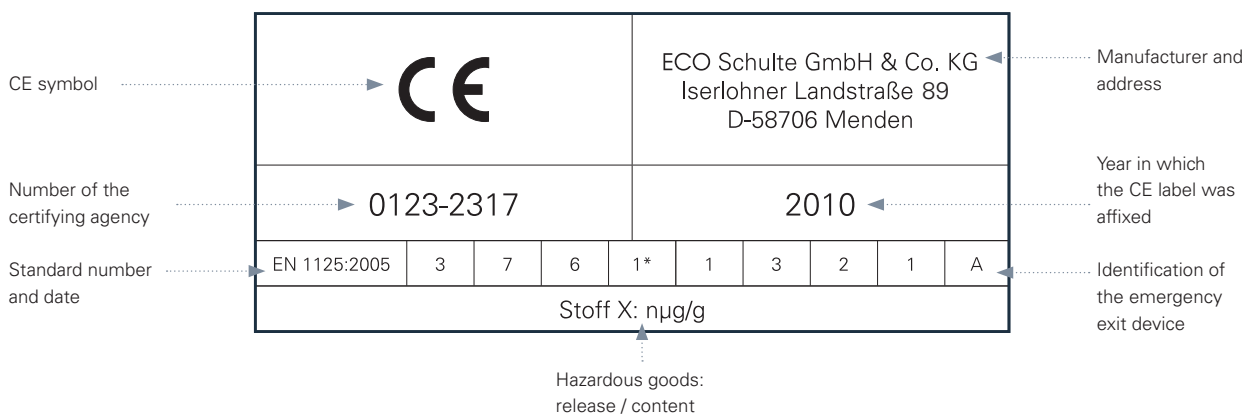 CE symbol
CE
ECO Schulte GmbH & Co. KG
Iserlohner Landstraße 89
D-58706 Menden
Manufacturer and
address
Number of the
certifying agency
0123-2317
2010
Year in which
the CE label was
affixed
Standard number
and date
EN 1125:2005 3 7 6 1* 1 3 2 1 A
Identification of
the emergency
exit device
Stoff X: nµg/g
Hazardous goods:
release / content